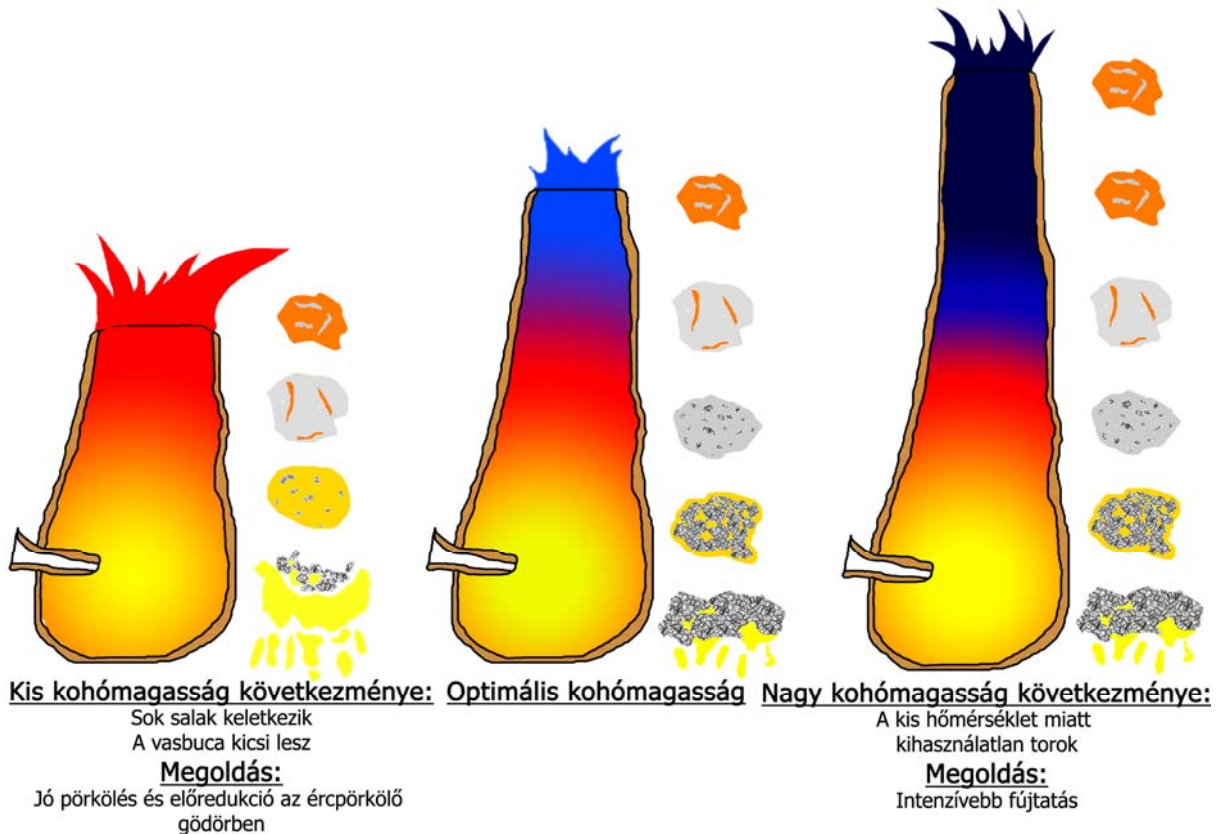 Kis kohómagasság következménye:
Sok salak keletkezik
A vasbuca kicsi lesz
Megoldás:
Jó pörkölés és előredukció az ércpörkölő
gödörben
Optimális kohómagasság
Nagy kohómagasság következménye:
A kis hőmérséklet miatt
kihasználatlan torok
Megoldás:
Intenzívebb fújtatás